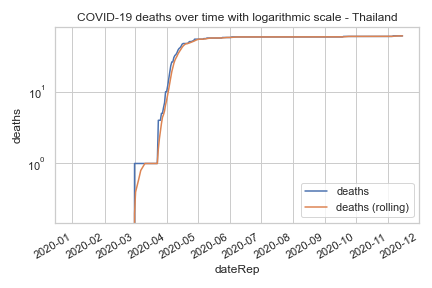 COVID-19 deaths over time with logarithmic scale - Thailand
deaths
10¹
10⁰
deaths
deaths (rolling)
2020-01
2020-02
2020-03
2020-04
2020-05
2020-06
2020-07
2020-08
2020-09
2020-10
2020-11
2020-12
dateRep